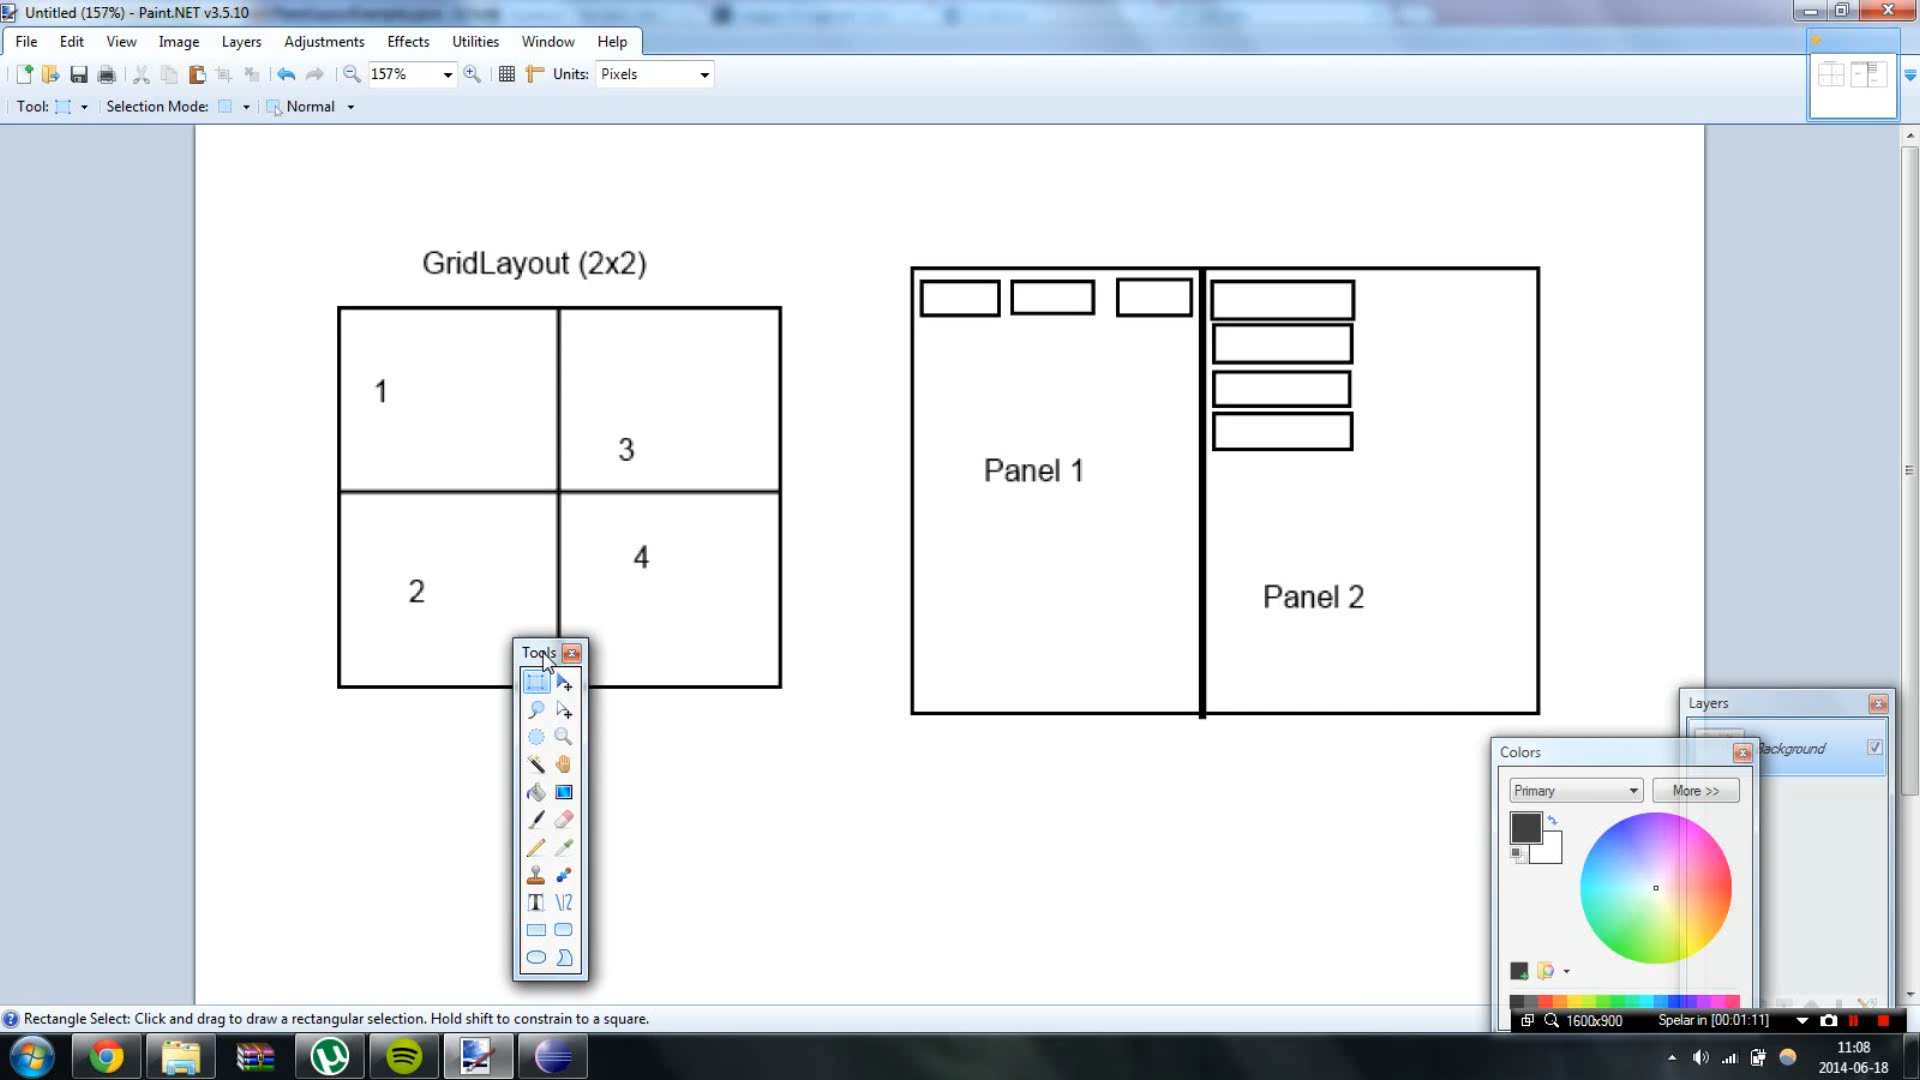 Untitled (157%) - Paint.NET v3.5.10
File Edit View Image Layers Adjustments Effects Utilities Window Help
157% Units: Pixels
Tool: Selection Mode: Normal
GridLayout (2x2)
1
3
2
4
Panel 1
Panel 2
Tools
Layers
Background
Colors
Primary More >>
Rectangle Select: Click and drag to draw a rectangular selection. Hold shift to constrain to a square.
1600x900 Spelar in [00:01:11]
11:08
2014-06-18